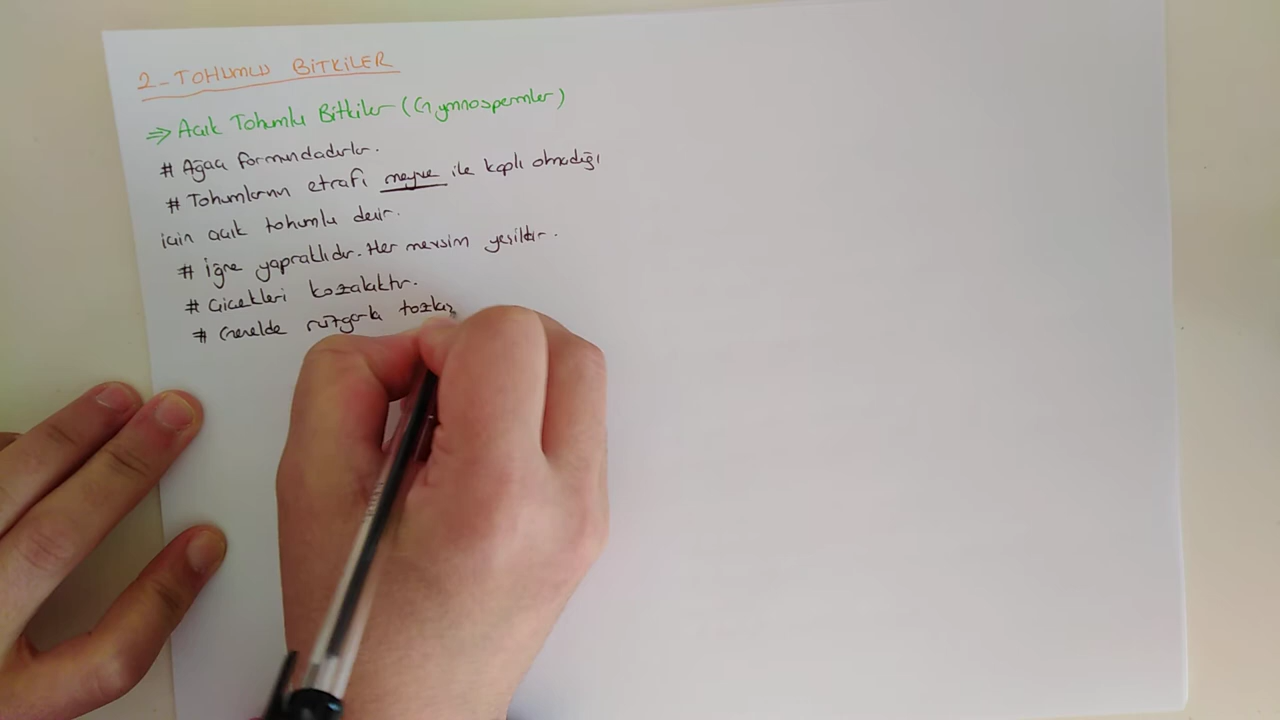 2-TOHUMLU BİTKİLER
⇒ Açık Tohumlu Bitkiler (Gymnospermler)
# Ağaç formundadırlar.
# Tohumlarının etrafı meyve ile kaplı olmadığı
için açık tohumlu denir.
# İğne yapraklıdır. Her mevsim yeşildir.
# Çiçekleri kozalaktır.
# Genelde rüzgarla tozlaş